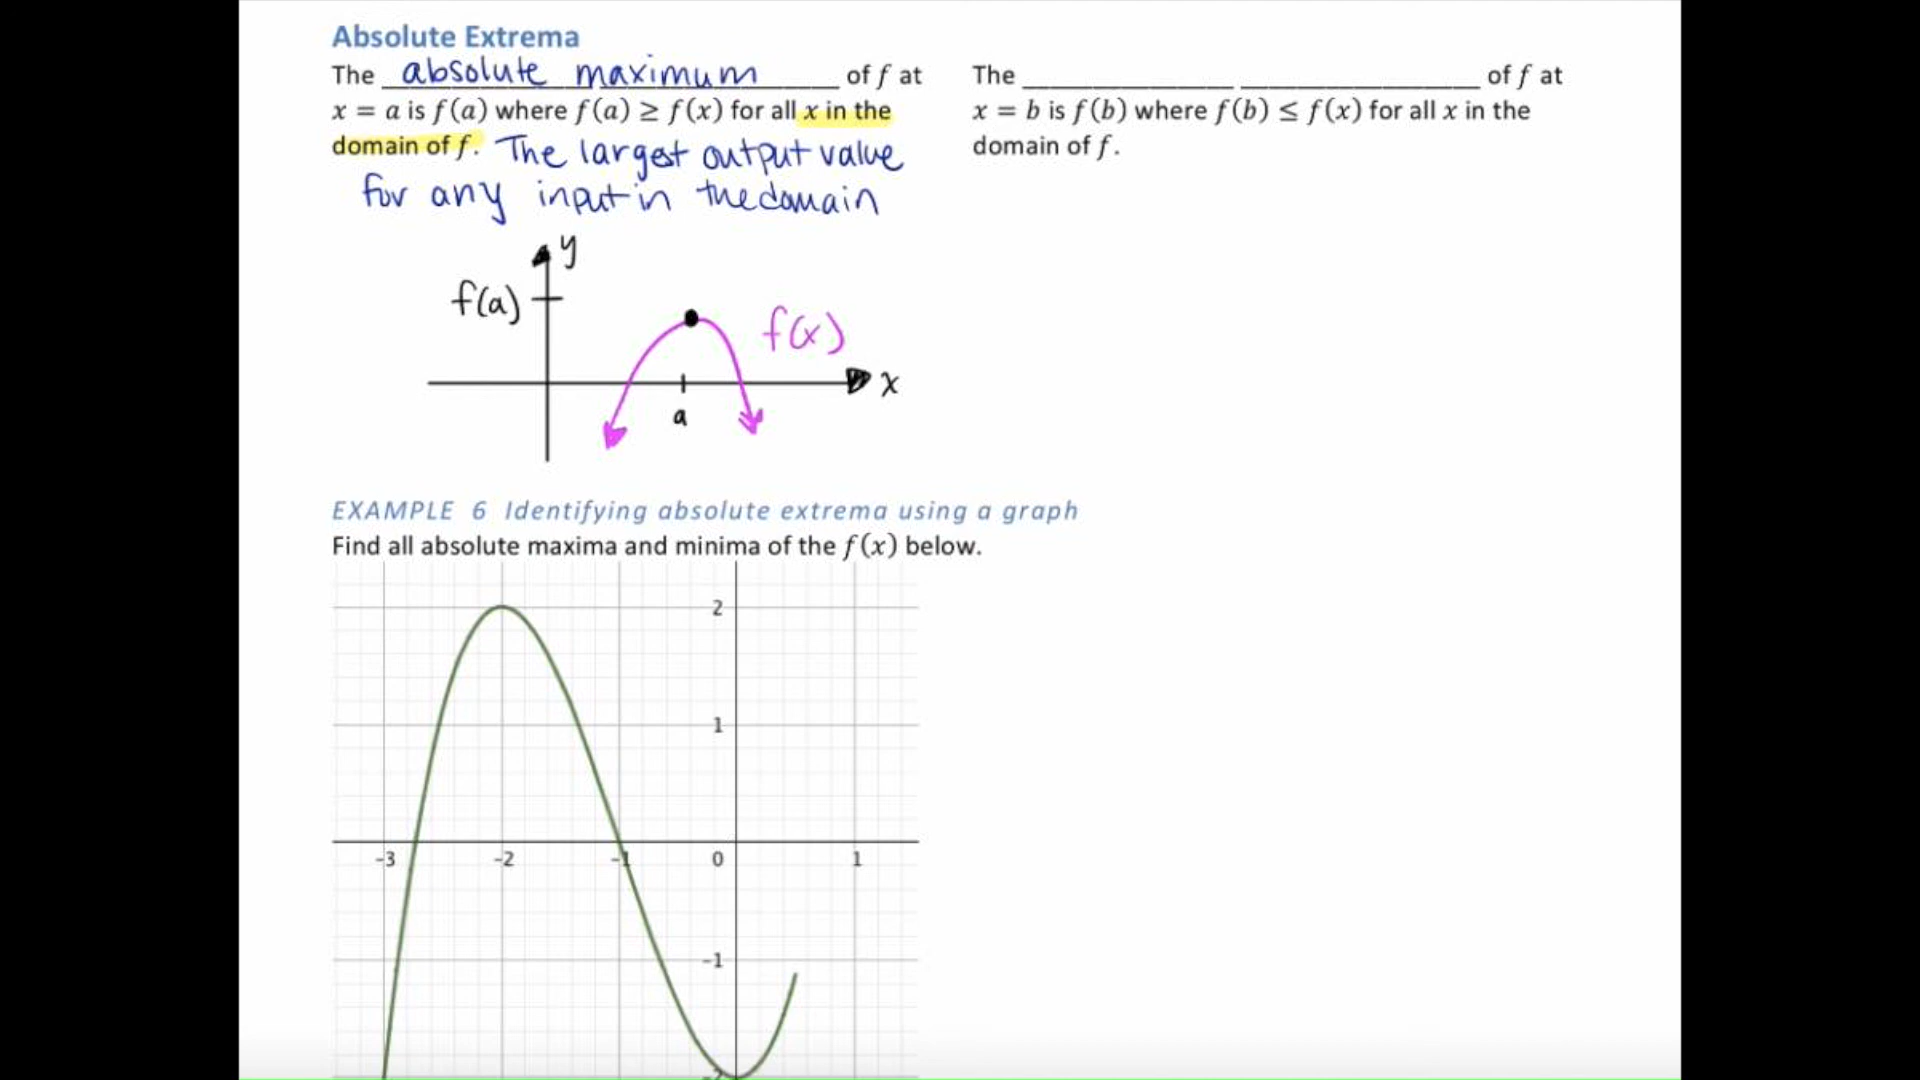 Absolute Extrema
The absolute maximum of f at
x = a is f(a) where f(a) ≥ f(x) for all x in the
domain of f. The largest output value
for any input in the domain
The ____________ ____________ of f at
x = b is f(b) where f(b) ≤ f(x) for all x in the
domain of f.
y
f(a)
f(x)
x
a
EXAMPLE 6 Identifying absolute extrema using a graph
Find all absolute maxima and minima of the f(x) below.
2
1
-3 -2 -1 0 1
-1
-2